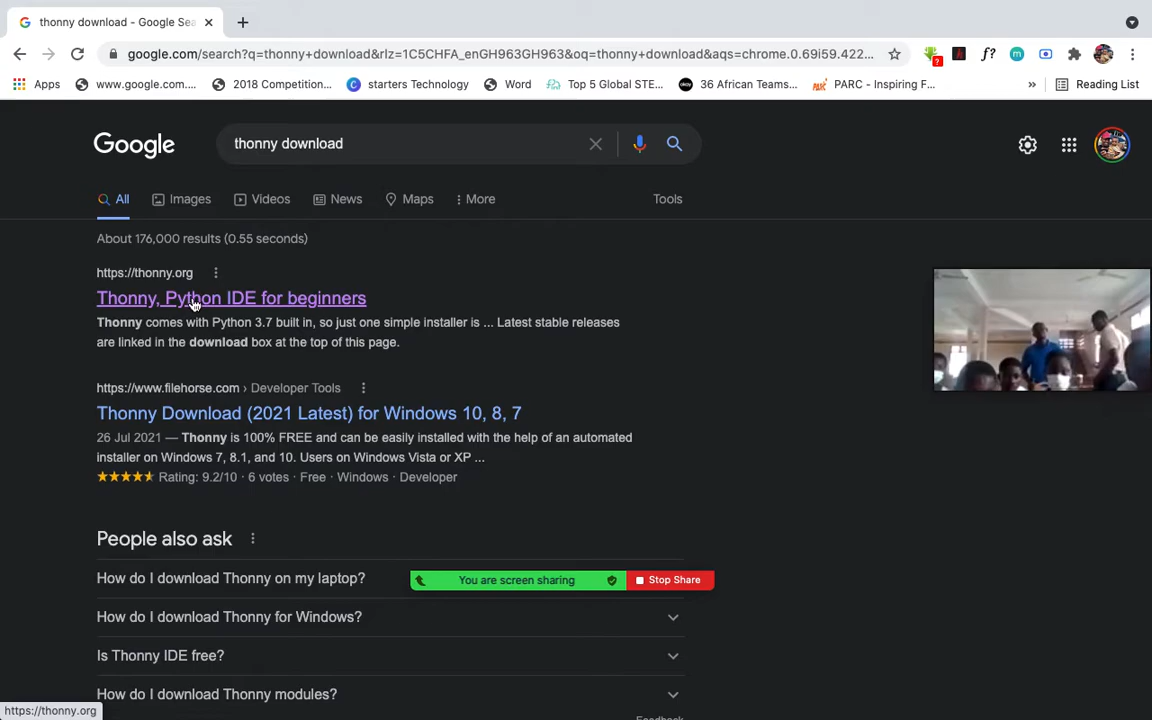 thonny download - Google Sea
google.com/search?q=thonny+download&rlz=1C5CHFA_enGH963GH963&oq=thonny+download&aqs=chrome.0.69i59.422...
Apps
www.google.com...
2018 Competition...
starters Technology
Word
Top 5 Global STE...
36 African Teams...
PARC - Inspiring F...
»
Reading List
Google
thonny download
All
Images
Videos
News
Maps
More
Tools
About 176,000 results (0.55 seconds)
https://thonny.org
Thonny, Python IDE for beginners
Thonny comes with Python 3.7 built in, so just one simple installer is ... Latest stable releases
are linked in the download box at the top of this page.
https://www.filehorse.com › Developer Tools
Thonny Download (2021 Latest) for Windows 10, 8, 7
26 Jul 2021 — Thonny is 100% FREE and can be easily installed with the help of an automated
installer on Windows 7, 8.1, and 10. Users on Windows Vista or XP ...
Rating: 9.2/10 · 6 votes · Free · Windows · Developer
People also ask
How do I download Thonny on my laptop?
You are screen sharing
Stop Share
How do I download Thonny for Windows?
Is Thonny IDE free?
How do I download Thonny modules?
https://thonny.org
Feedback